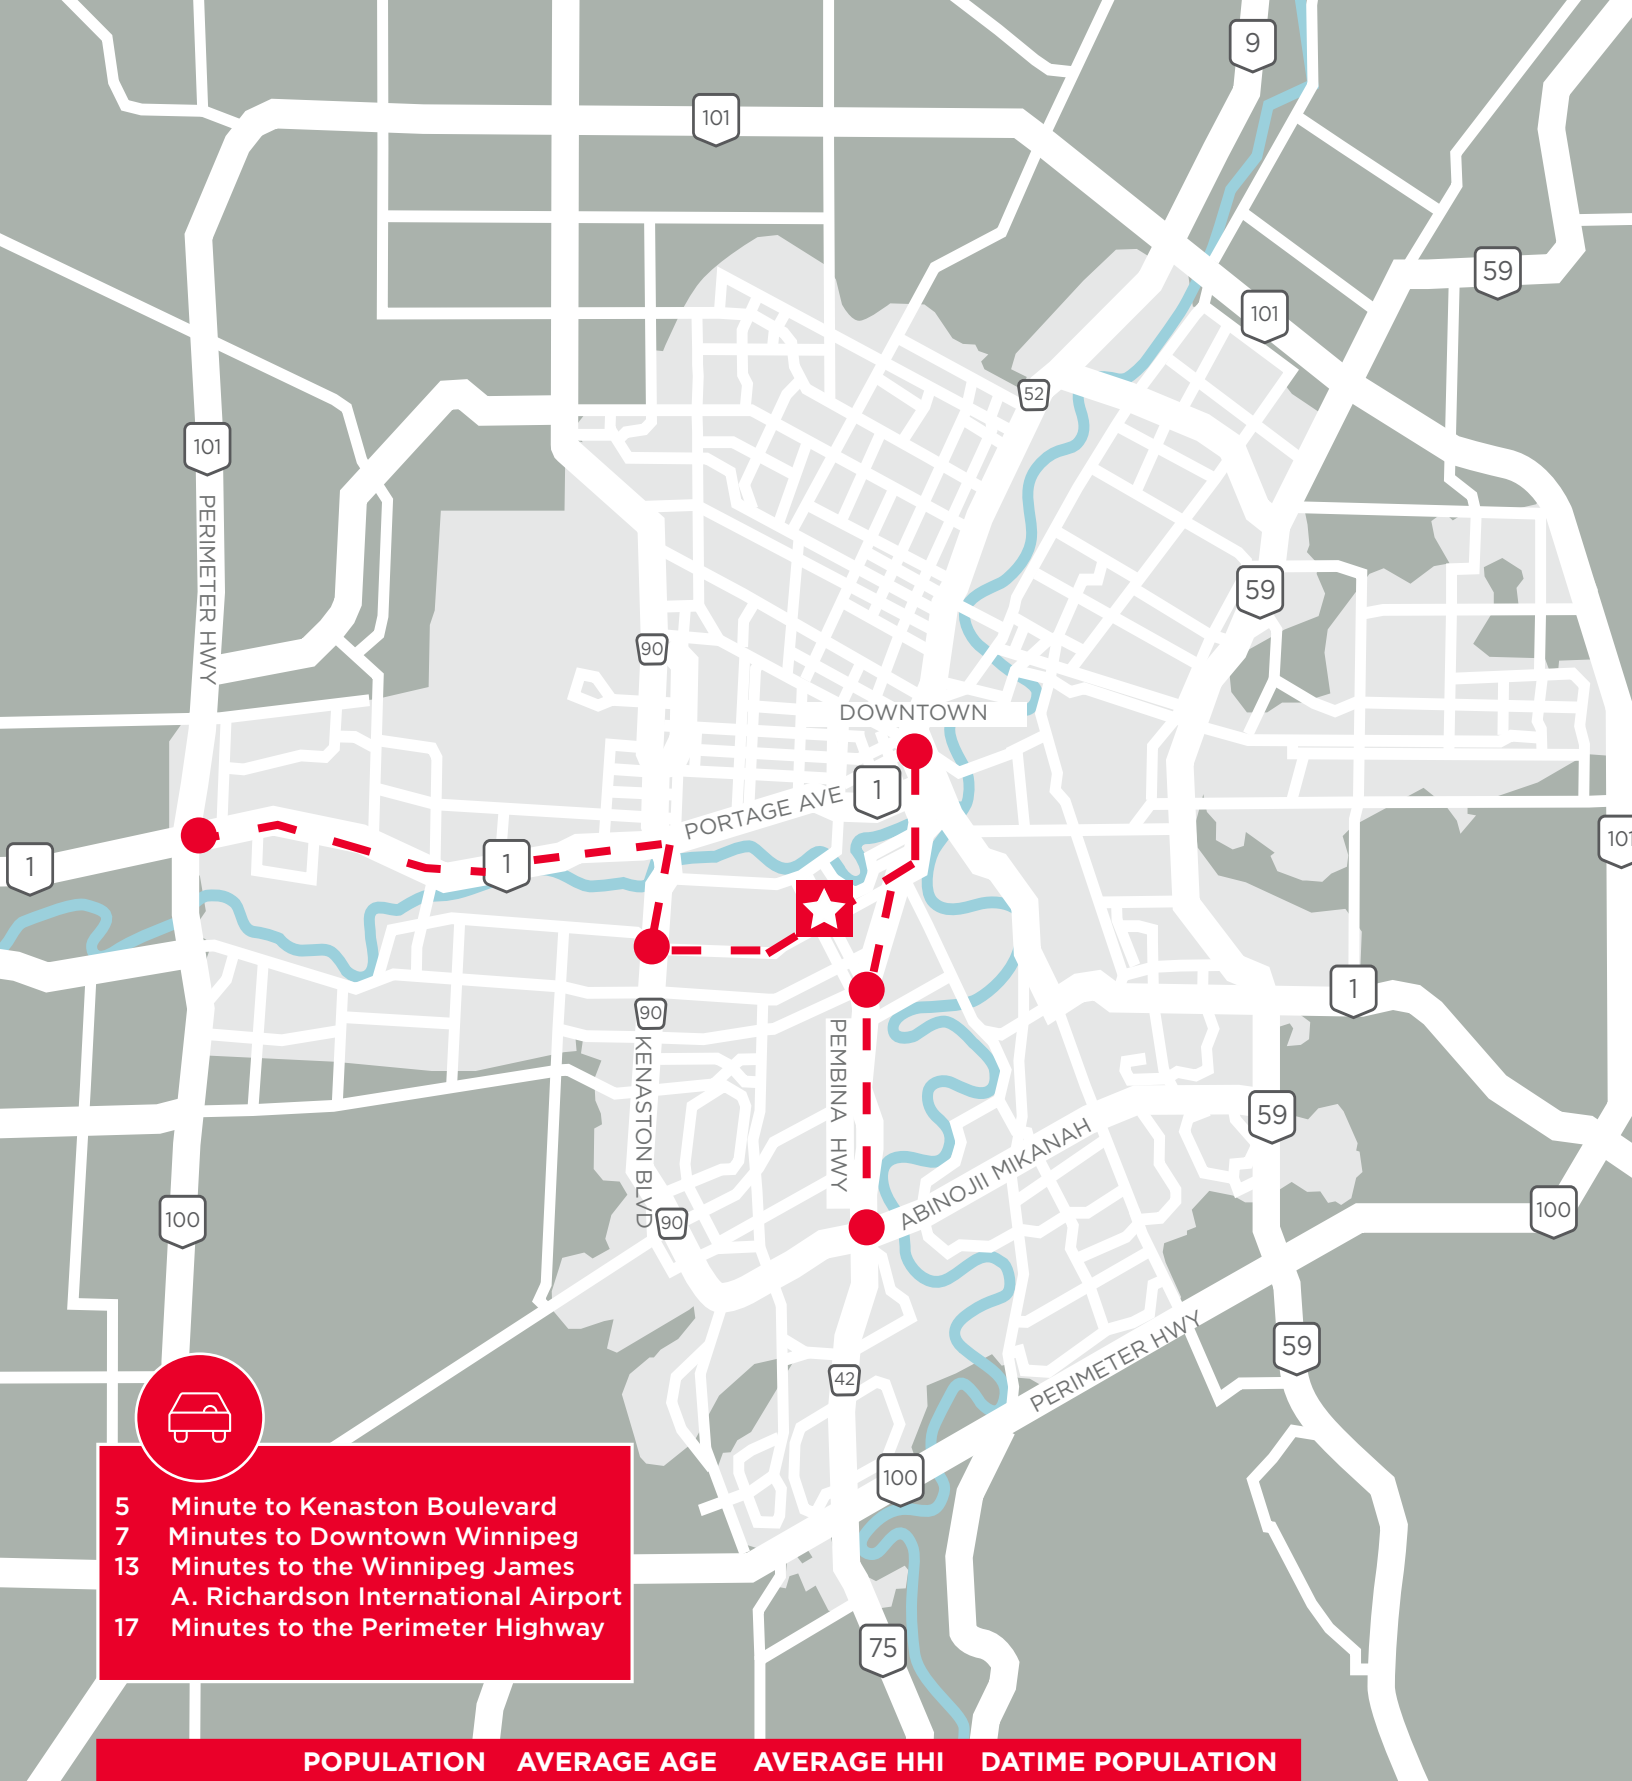 9
101
59
101
52
101
PERIMETER HWY
59
90
DOWNTOWN
1
PORTAGE AVE
101
1
1
1
90
KENASTON BLVD
PEMBINA HWY
59
ABINOJII MIKANAH
100
90
100
59
PERIMETER HWY
42
100
5 Minute to Kenaston Boulevard
7 Minutes to Downtown Winnipeg
13 Minutes to the Winnipeg James
A. Richardson International Airport
17 Minutes to the Perimeter Highway
75
POPULATION AVERAGE AGE AVERAGE HHI DATIME POPULATION